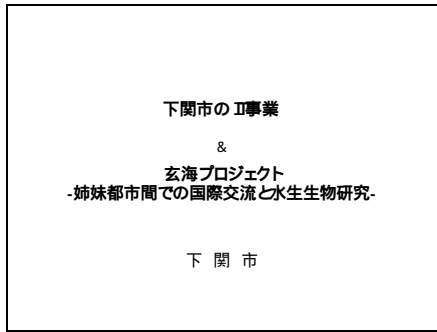 下関市のIT事業
&
玄海プロジェクト
-姉妹都市間での国際交流と水生生物研究-
下 関 市